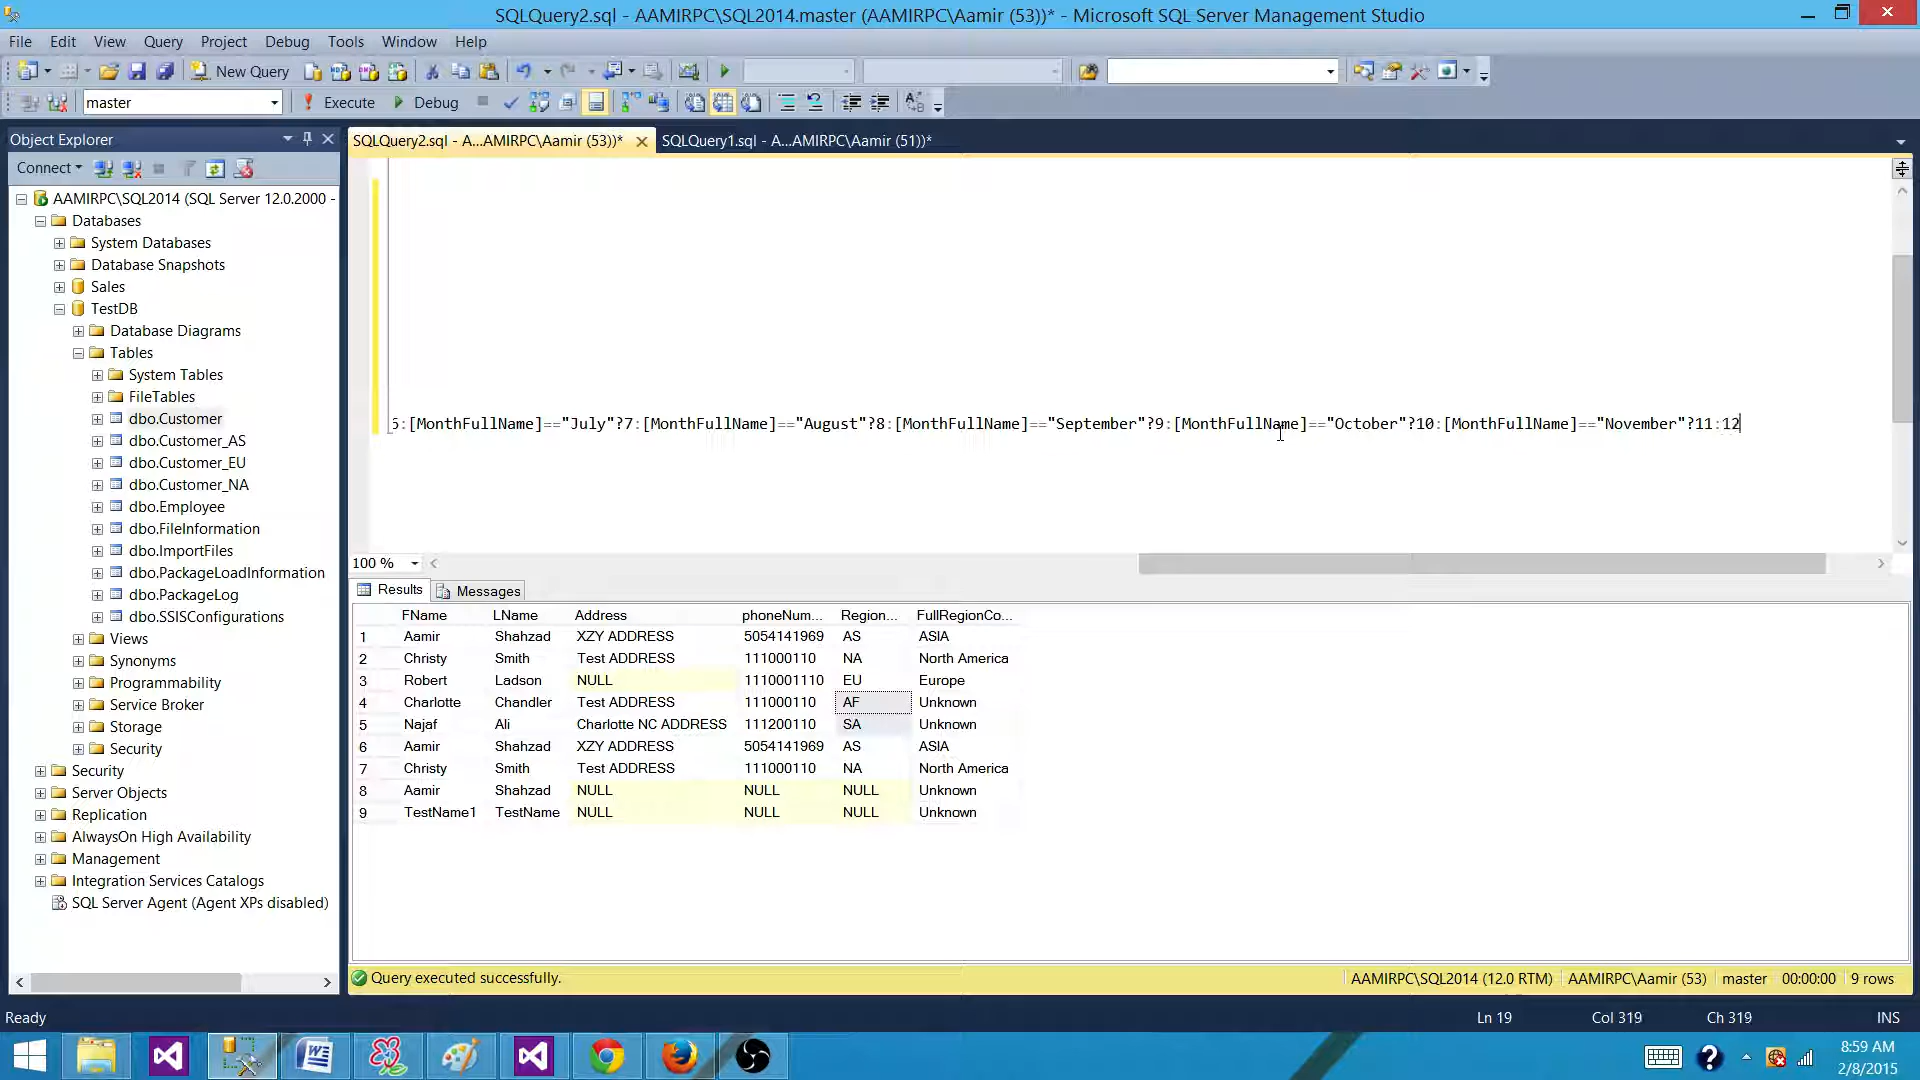 SQLQuery2.sql - AAMIRPC\SQL2014.master (AAMIRPC\Aamir (53))* - Microsoft SQL Server Management Studio
File Edit View Query Project Debug Tools Window Help
New Query
master Execute Debug
Object Explorer
SQLQuery2.sql - A...AMIRPC\Aamir (53))* SQLQuery1.sql - A...AMIRPC\Aamir (51))*
Connect
AAMIRPC\SQL2014 (SQL Server 12.0.2000 -
Databases
System Databases
Database Snapshots
Sales
TestDB
Database Diagrams
Tables
System Tables
FileTables
dbo.Customer
dbo.Customer_AS
dbo.Customer_EU
dbo.Customer_NA
dbo.Employee
dbo.FileInformation
dbo.ImportFiles
dbo.PackageLoadInformation
dbo.PackageLog
dbo.SSISConfigurations
Views
Synonyms
Programmability
Service Broker
Storage
Security
Security
Server Objects
Replication
AlwaysOn High Availability
Management
Integration Services Catalogs
SQL Server Agent (Agent XPs disabled)
6:[MonthFullName]=="July"?7:[MonthFullName]=="August"?8:[MonthFullName]=="September"?9:[MonthFullName]=="October"?10:[MonthFullName]=="November"?11:12
100 %
Results Messages
FName LName Address phoneNum... Region... FullRegionCo...
1 Aamir Shahzad XZY ADDRESS 5054141969 AS ASIA
2 Christy Smith Test ADDRESS 111000110 NA North America
3 Robert Ladson NULL 1110001110 EU Europe
4 Charlotte Chandler Test ADDRESS 111000110 AF Unknown
5 Najaf Ali Charlotte NC ADDRESS 111200110 SA Unknown
6 Aamir Shahzad XZY ADDRESS 5054141969 AS ASIA
7 Christy Smith Test ADDRESS 111000110 NA North America
8 Aamir Shahzad NULL NULL NULL Unknown
9 TestName1 TestName NULL NULL NULL Unknown
Query executed successfully. AAMIRPC\SQL2014 (12.0 RTM) AAMIRPC\Aamir (53) master 00:00:00 9 rows
Ready Ln 19 Col 319 Ch 319 INS
8:59 AM
2/8/2015